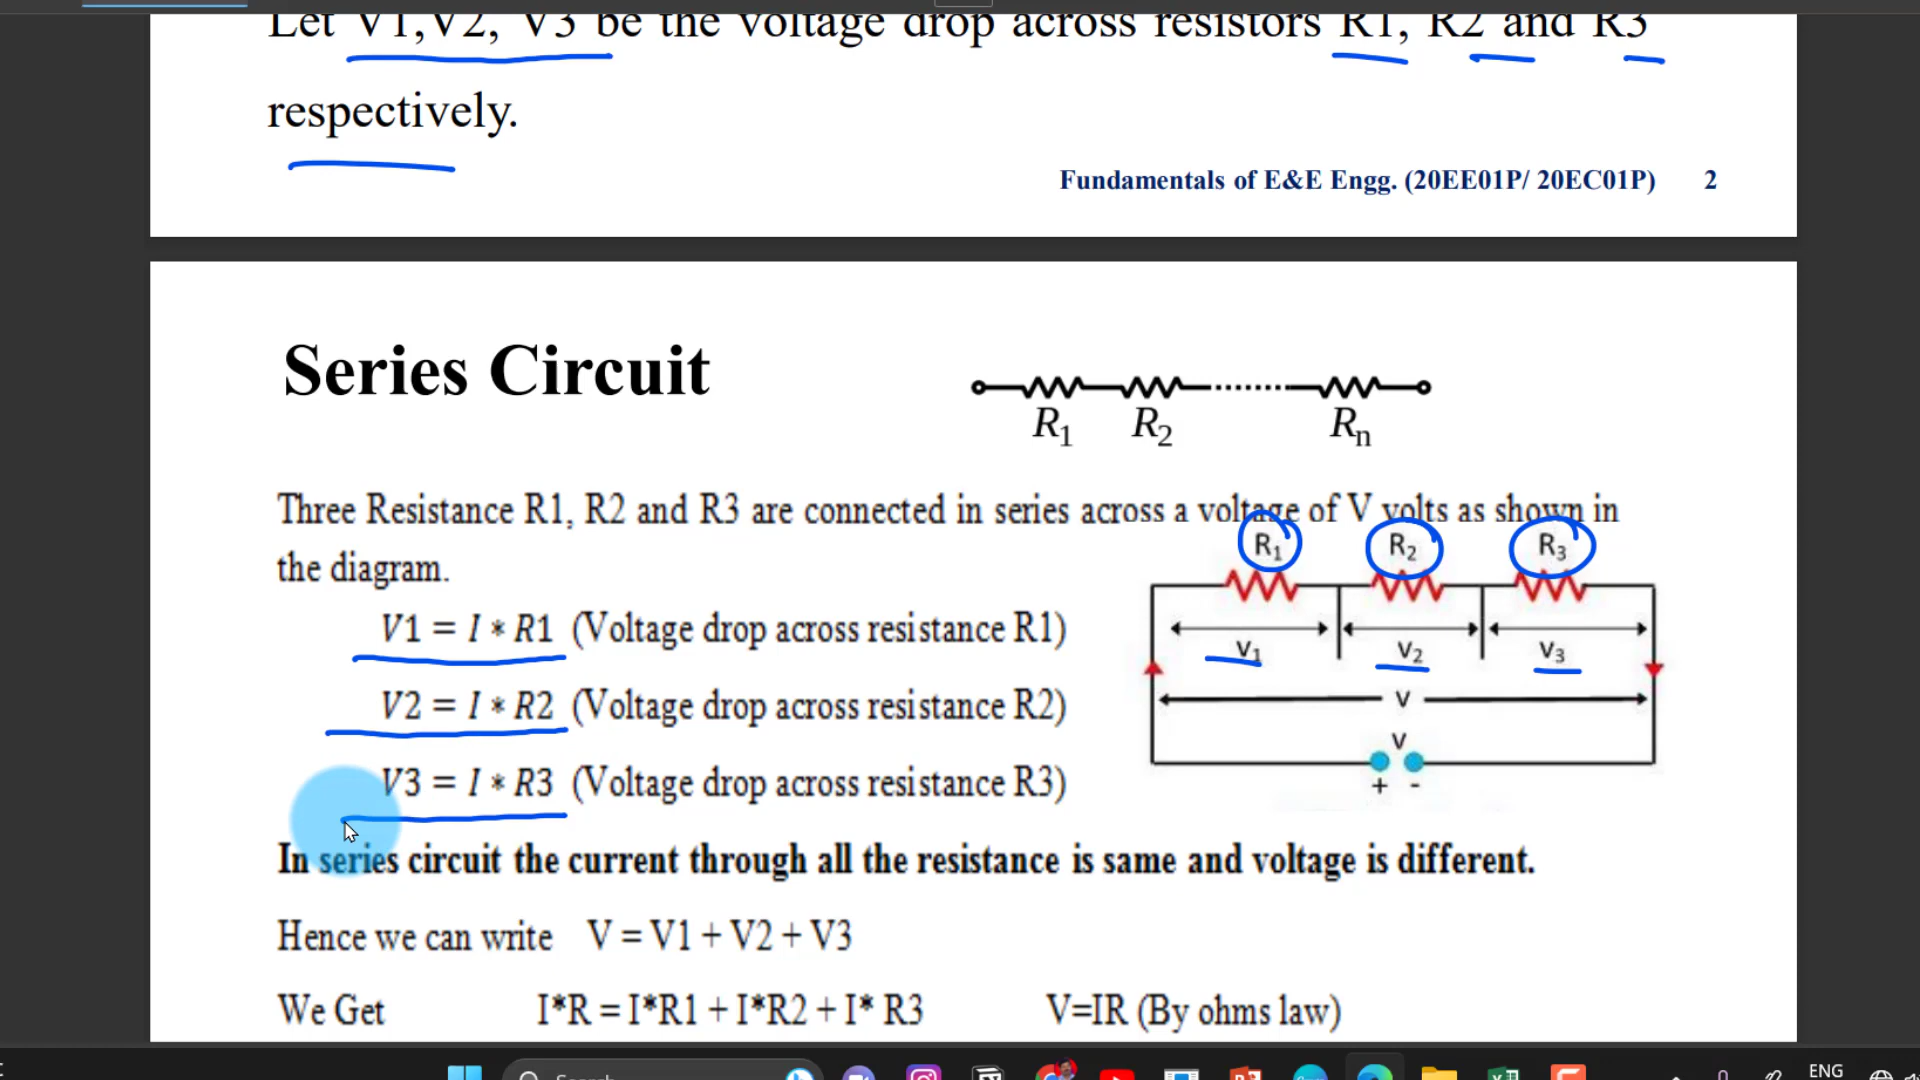 Let V1,V2, V3 be the voltage drop across resistors R1, R2 and R3
respectively.
Fundamentals of E&E Engg. (20EE01P/ 20EC01P) 2
Series Circuit
R1 R2 Rn
Three Resistance R1, R2 and R3 are connected in series across a voltage of V volts as shown in
the diagram.
R1 R2 R3
V1 = I * R1 (Voltage drop across resistance R1)
V1 V2 V3
V2 = I * R2 (Voltage drop across resistance R2)
V
V
V3 = I * R3 (Voltage drop across resistance R3)
+ -
In series circuit the current through all the resistance is same and voltage is different.
Hence we can write V = V1 + V2 + V3
We Get I*R = I*R1 + I*R2 + I* R3 V=IR (By ohms law)
Search
ENG